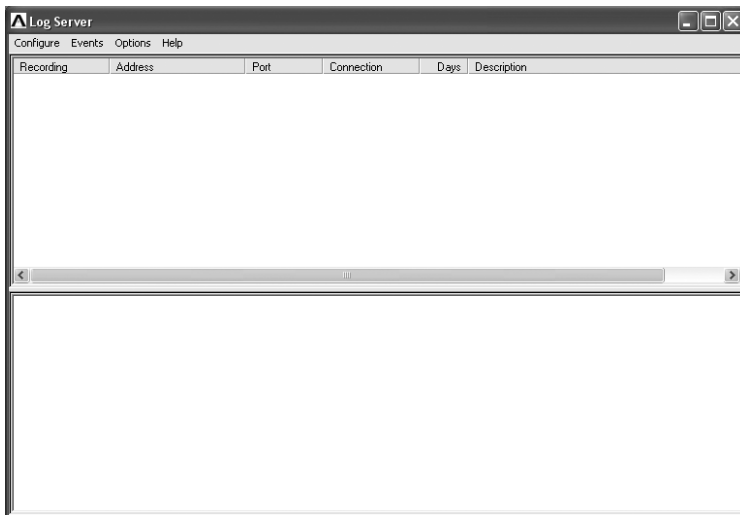 Log Server
Configure Events Options Help
Recording Address Port Connection Days Description